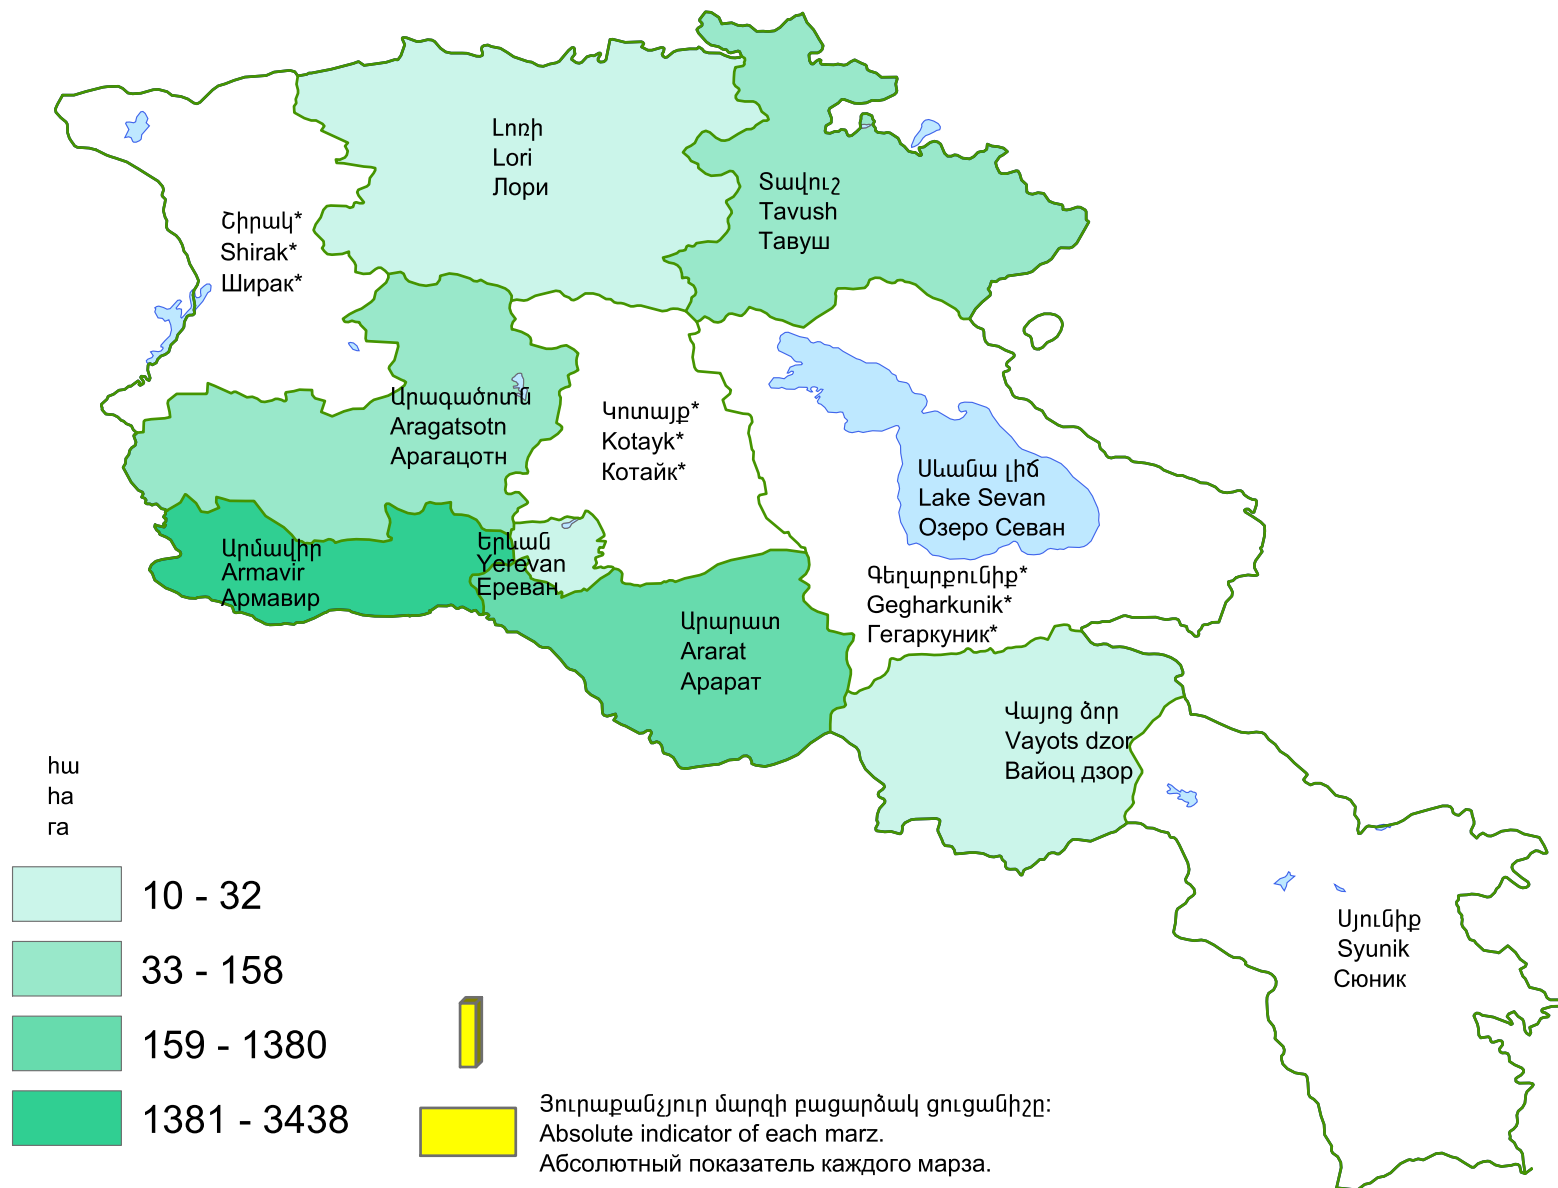 Լոռի
Lori
Лори
Տավուշ
Tavush
Тавуш
Շիրակ*
Shirak*
Ширак*
Արագածոտն
Aragatsotn
Арагацотн
Կոտայք*
Kotayk*
Котайк*
Սևանա լիճ
Lake Sevan
Озеро Севан
Արմավիր
Armavir
Армавир
Երևան
Yerevan
Ереван
Գեղարքունիք*
Gegharkunik*
Гегаркуник*
Արարատ
Ararat
Арарат
Վայոց ձոր
Vayots dzor
Вайоц дзор
Սյունիք
Syunik
Сюник
հա
ha
га
10 - 32
33 - 158
159 - 1380
1381 - 3438
Յուրաքանչյուր մարզի բացարձակ ցուցանիշը:
Absolute indicator of each marz.
Абсолютный показатель каждого марза.